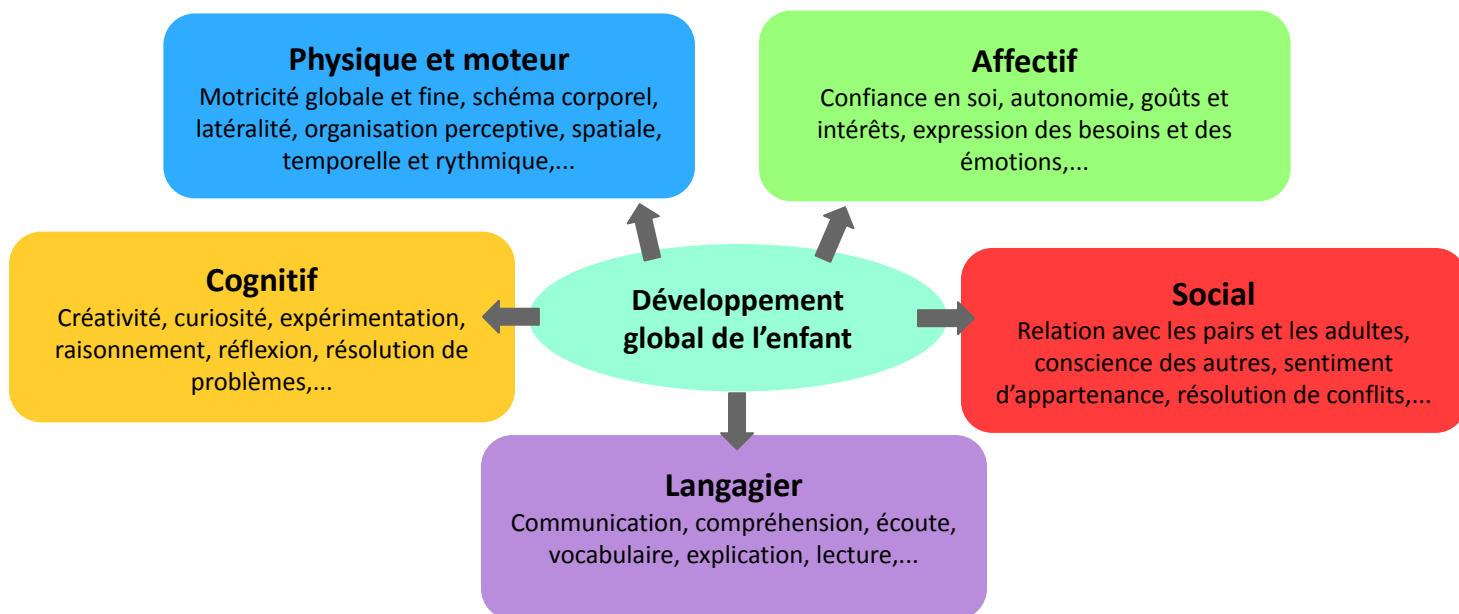 Physique et moteur
Motricité globale et fine, schéma corporel,
latéralité, organisation perceptive, spatiale,
temporelle et rythmique,...
Affectif
Confiance en soi, autonomie, goûts et
intérêts, expression des besoins et des
émotions,...
Cognitif
Créativité, curiosité, expérimentation,
raisonnement, réflexion, résolution de
problèmes,...
Développement
global de l’enfant
Social
Relation avec les pairs et les adultes,
conscience des autres, sentiment
d’appartenance, résolution de conflits,...
Langagier
Communication, compréhension, écoute,
vocabulaire, explication, lecture,...